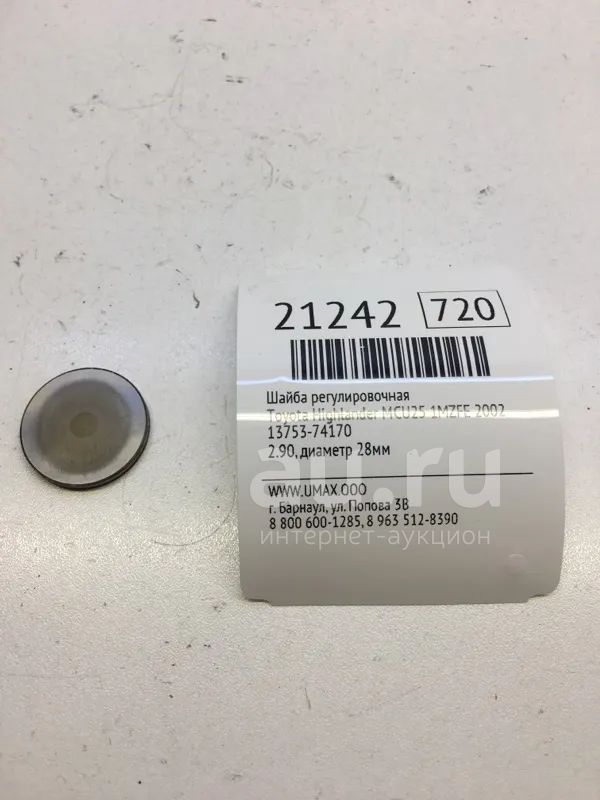 21242 720
Шайба регулировочная
Toyota Highlander MCU25 1MZFE 2002
13753-74170
2.90, диаметр 28мм
au.ru
WWW.UMAX.OOO
г. Барнаул, ул. Попова 3В
8 800 600-1285, 8 963 512-8390
интернет-аукцион